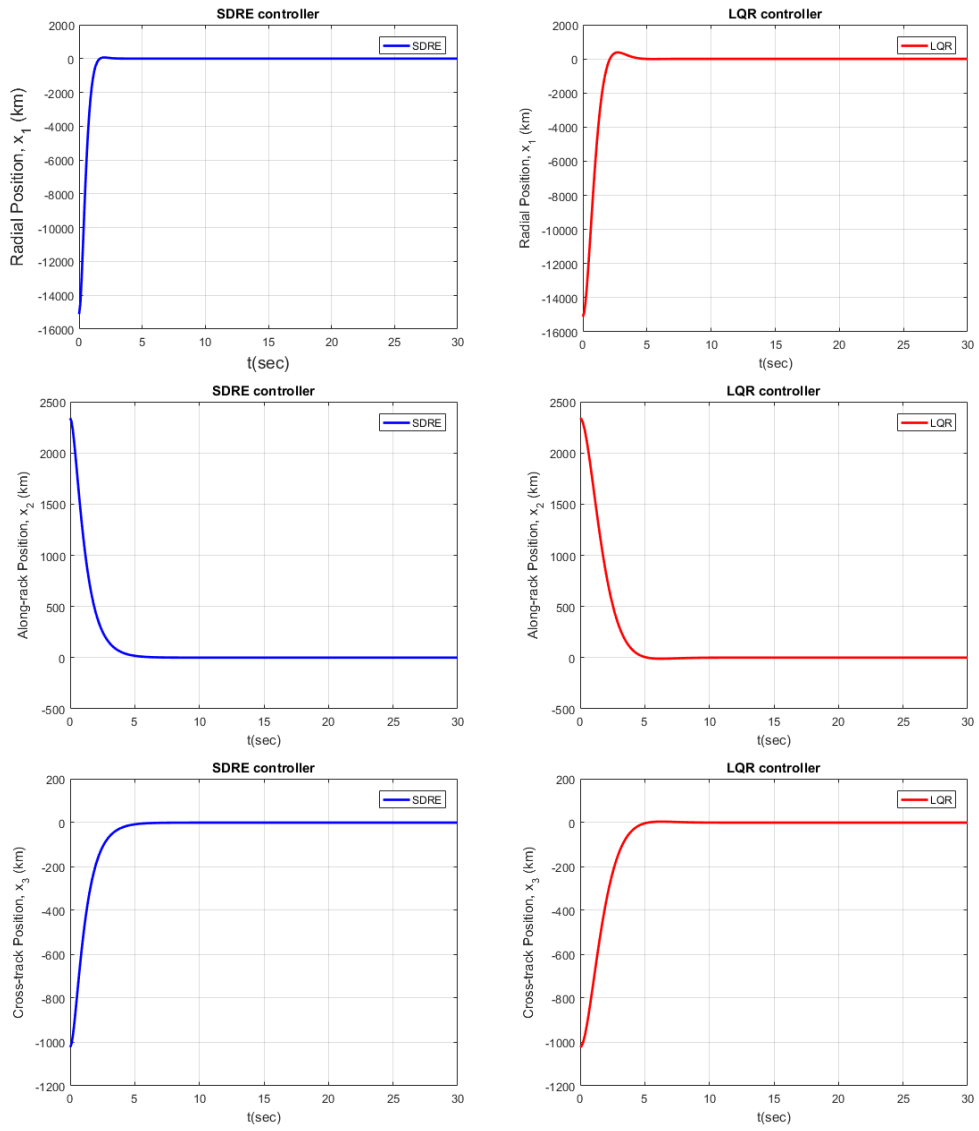 SDRE controller
SDRE
Radial Position, x1 (km)
2000
0
-2000
-4000
-6000
-8000
-10000
-12000
-14000
-16000
0 5 10 15 20 25 30
t(sec)
LQR controller
LQR
Radial Position, x1 (km)
2000
0
-2000
-4000
-6000
-8000
-10000
-12000
-14000
-16000
0 5 10 15 20 25 30
t(sec)
SDRE controller
SDRE
Along-rack Position, x2 (km)
2500
2000
1500
1000
500
0
-500
0 5 10 15 20 25 30
t(sec)
LQR controller
LQR
Along-rack Position, x2 (km)
2500
2000
1500
1000
500
0
-500
0 5 10 15 20 25 30
t(sec)
SDRE controller
SDRE
Cross-track Position, x3 (km)
200
0
-200
-400
-600
-800
-1000
-1200
0 5 10 15 20 25 30
t(sec)
LQR controller
LQR
Cross-track Position, x3 (km)
200
0
-200
-400
-600
-800
-1000
-1200
0 5 10 15 20 25 30
t(sec)